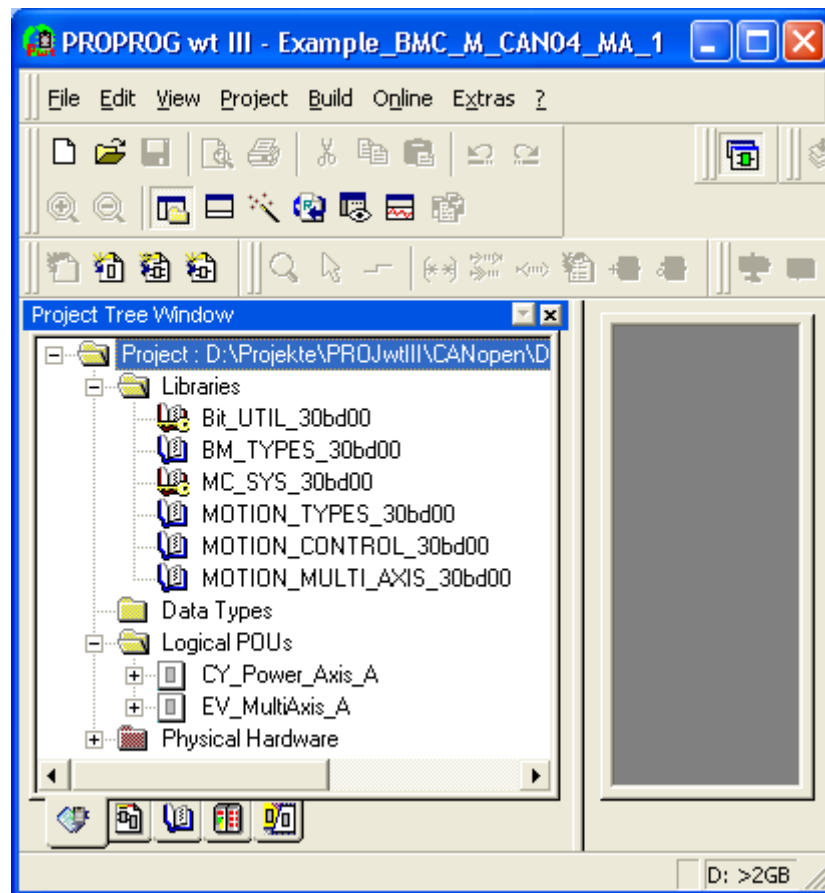 PROPROG wt III - Example_BMC_M_CAN04_MA_1
File Edit View Project Build Online Extras ?
Project Tree Window
Project : D:\Projekte\PROJwtIII\CANopen\D
Libraries
Bit_UTIL_30bd00
BM_TYPES_30bd00
MC_SYS_30bd00
MOTION_TYPES_30bd00
MOTION_CONTROL_30bd00
MOTION_MULTI_AXIS_30bd00
Data Types
Logical POUs
CY_Power_Axis_A
EV_MultiAxis_A
Physical Hardware
D: >2GB